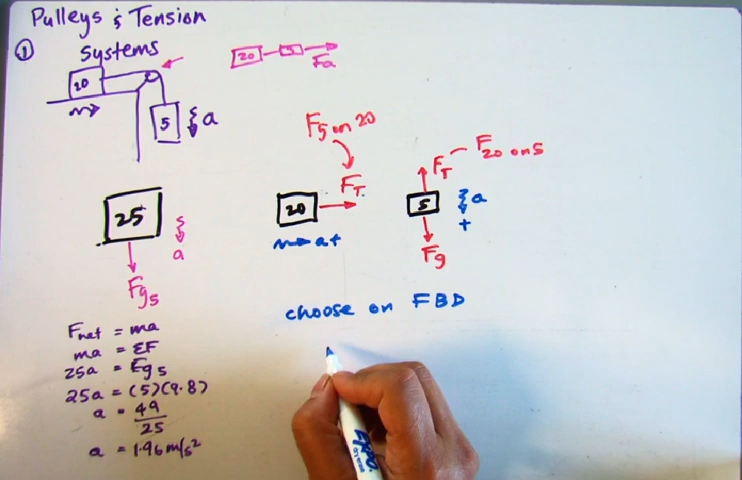 Pulleys & Tension
Systems
①
20
5
a
20
5
Fa
F5 on 20
FT
20
a+
F20 on 5
FT
5
a
+
Fg
25
a
Fg5
Fnet = ma
ma = ΣF
25a = Fg5
25a = (5)(9.8)
a = 49
25
a = 1.96 m/s²
choose on FBD
EXPO